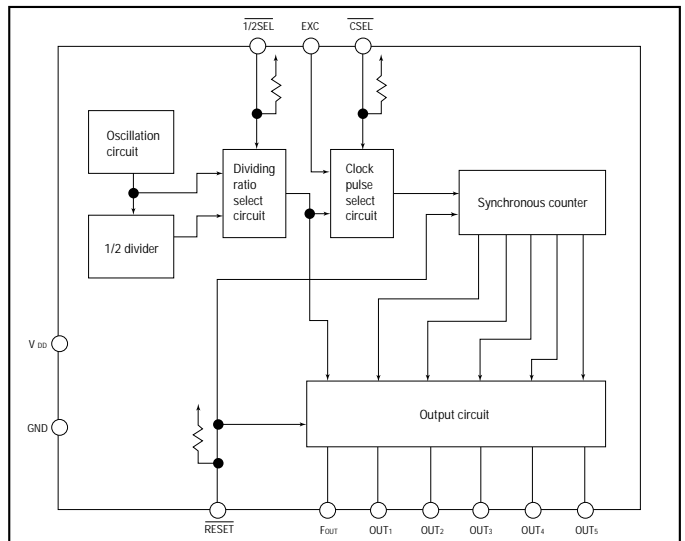 1/2SEL
EXC
CSEL
Oscillation
circuit
Dividing
ratio
select
circuit
Clock
pulse
select
circuit
Synchronous counter
1/2 divider
VDD
GND
Output circuit
RESET
FOUT
OUT1
OUT2
OUT3
OUT4
OUT5